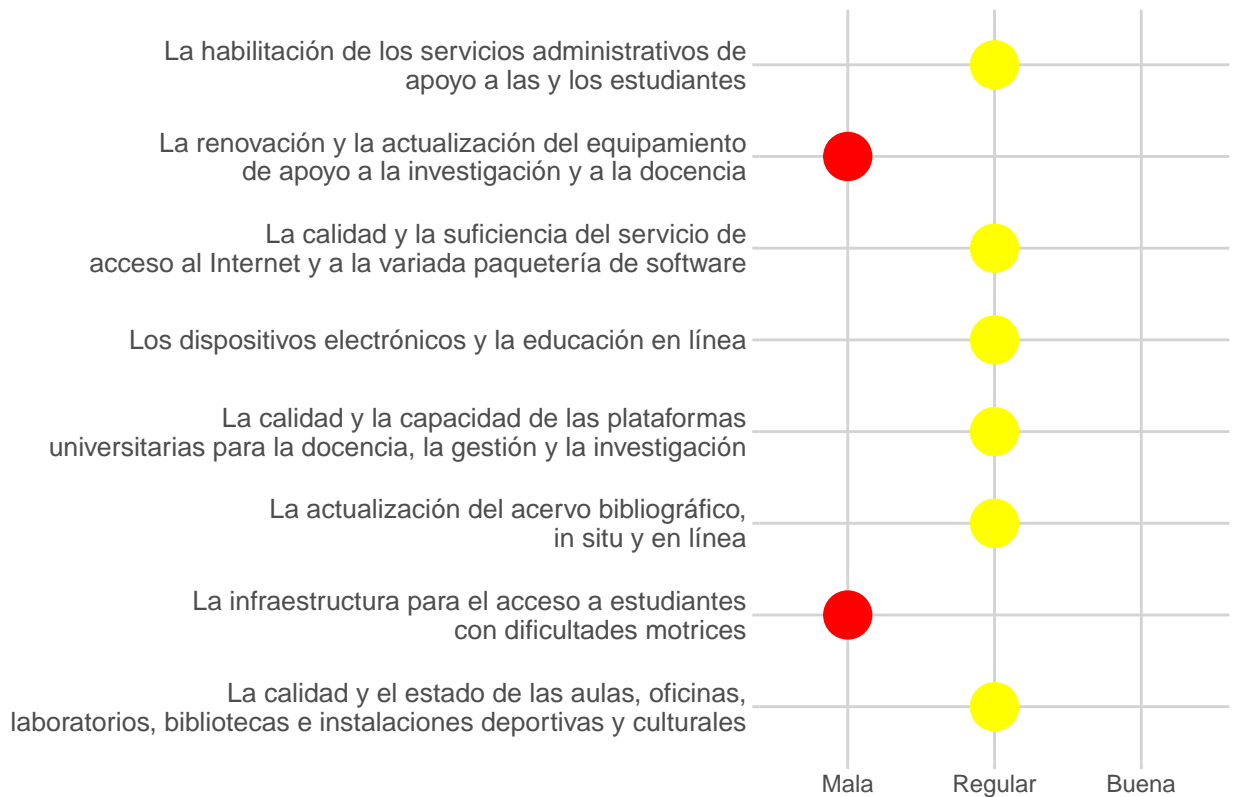 La habilitación de los servicios administrativos de
apoyo a las y los estudiantes
La renovación y la actualización del equipamiento
de apoyo a la investigación y a la docencia
La calidad y la suficiencia del servicio de
acceso al Internet y a la variada paquetería de software
Los dispositivos electrónicos y la educación en línea
La calidad y la capacidad de las plataformas
universitarias para la docencia, la gestión y la investigación
La actualización del acervo bibliográfico,
in situ y en línea
La infraestructura para el acceso a estudiantes
con dificultades motrices
La calidad y el estado de las aulas, oficinas,
laboratorios, bibliotecas e instalaciones deportivas y culturales
Mala Regular Buena